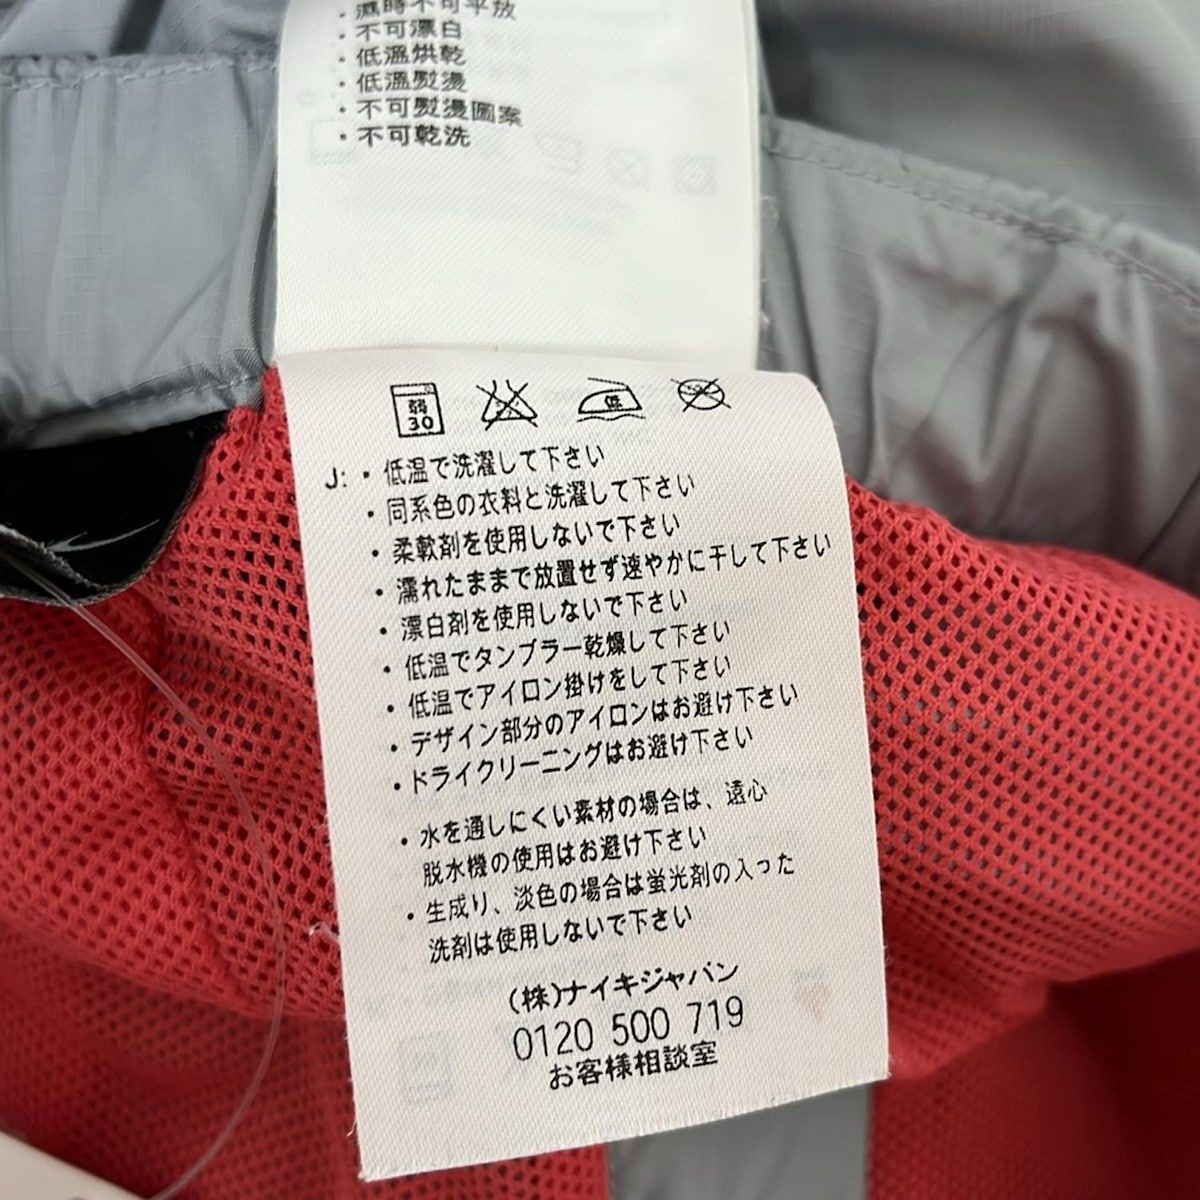 ・濕時不可平放
・不可漂白
・低溫烘乾
・低溫熨燙
・不可熨燙圖案
・不可乾洗
弱
30
低
J:・低温で洗濯して下さい
・同系色の衣料と洗濯して下さい
・柔軟剤を使用しないで下さい
・濡れたままで放置せず速やかに干して下さい
・漂白剤を使用しないで下さい
・低温でタンブラー乾燥して下さい
・低温でアイロン掛けをして下さい
・デザイン部分のアイロンはお避け下さい
・ドライクリーニングはお避け下さい
・水を通しにくい素材の場合は、遠心
脱水機の使用はお避け下さい
・生成り、淡色の場合は蛍光剤の入った
洗剤は使用しないで下さい
(株)ナイキジャパン
0120 500 719
お客様相談室